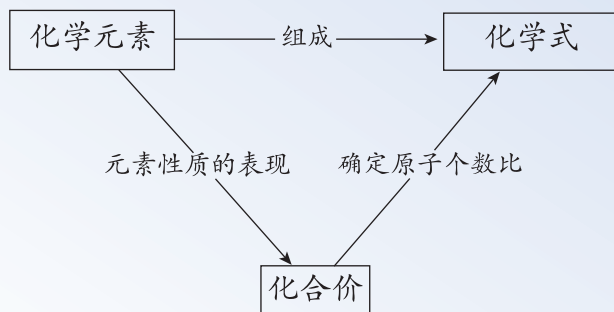 化学元素
组成
化学式
元素性质的表现
确定原子个数比
化合价